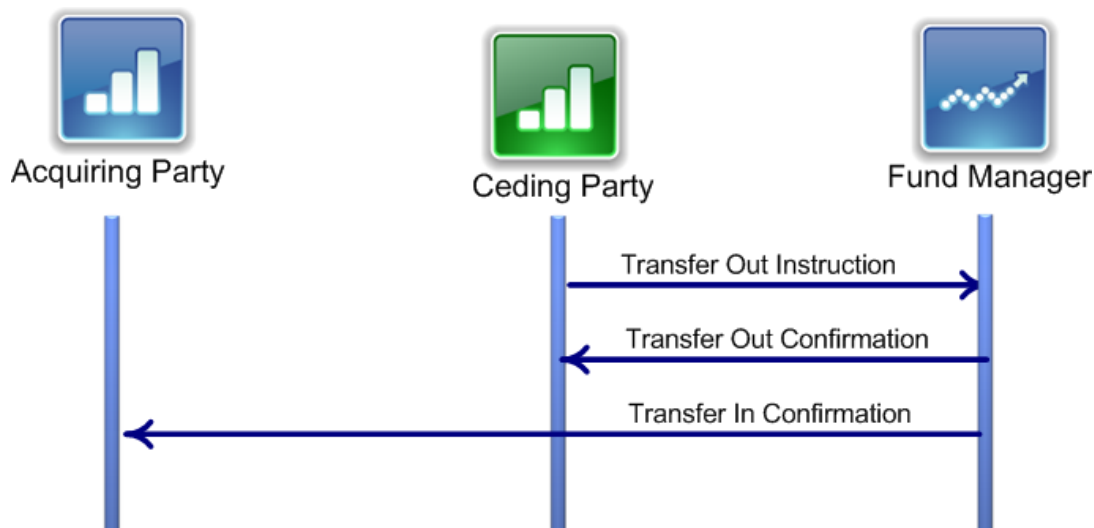 Acquiring Party
Ceding Party
Fund Manager
Transfer Out Instruction
Transfer Out Confirmation
Transfer In Confirmation